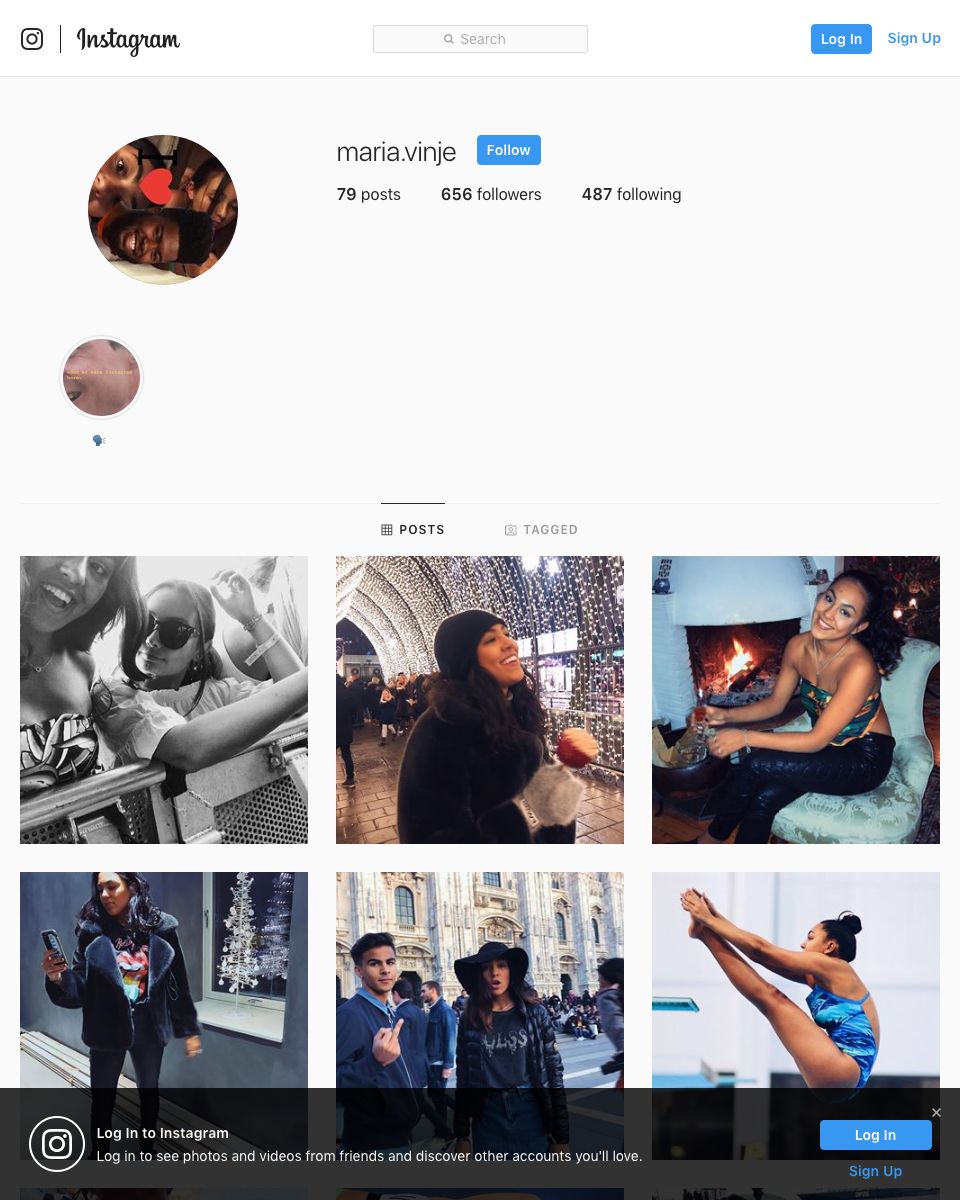 Instagram
Search
Log In
Sign Up
maria.vinje
Follow
79 posts
656 followers
487 following
POSTS
TAGGED
Log In to Instagram
Log in to see photos and videos from friends and discover other accounts you'll love.
Log In
Sign Up